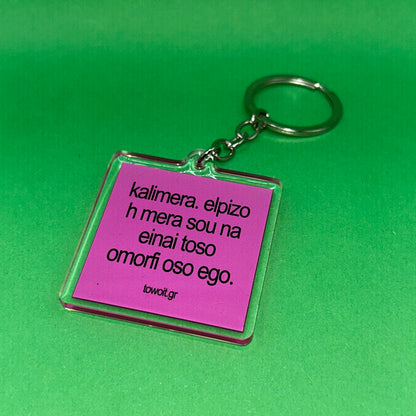 kalimera. elpizo
h mera sou na
einai toso
omorfi oso ego.
towoit.gr